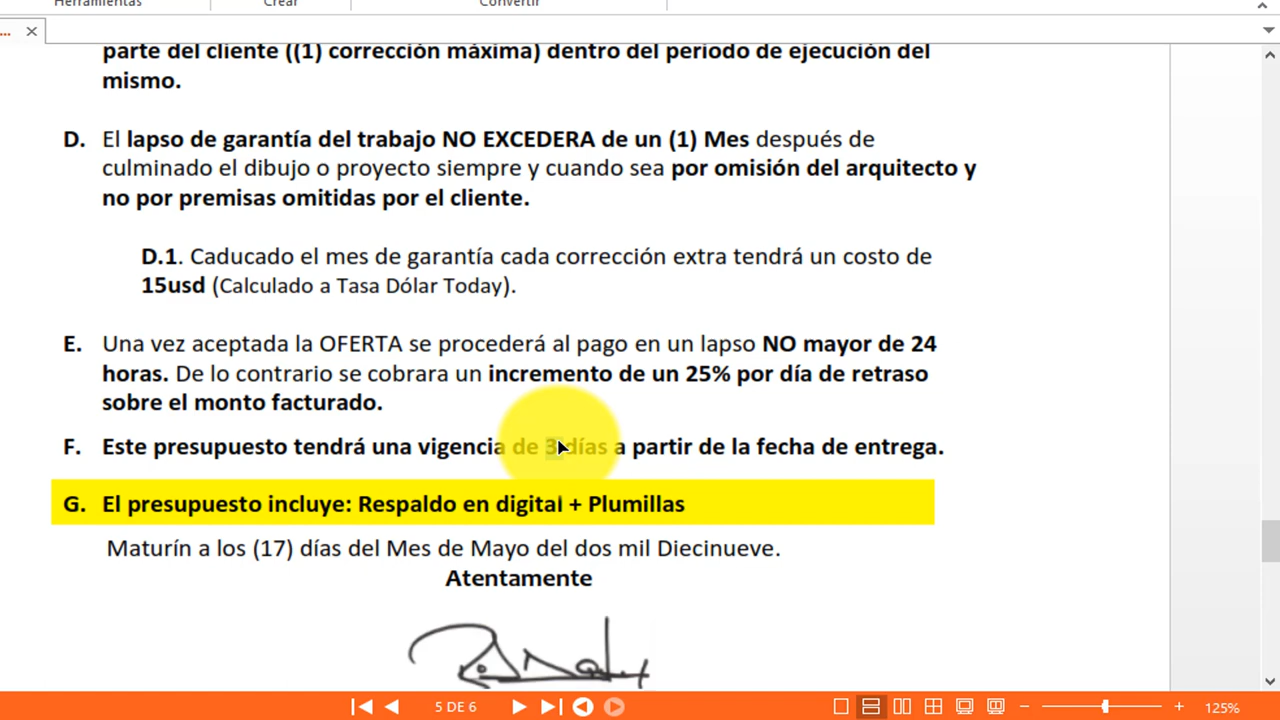 Herramientas Crear Convertir
...
parte del cliente ((1) corrección máxima) dentro del periodo de ejecución del
mismo.
D. El lapso de garantía del trabajo NO EXCEDERA de un (1) Mes después de
culminado el dibujo o proyecto siempre y cuando sea por omisión del arquitecto y
no por premisas omitidas por el cliente.
D.1. Caducado el mes de garantía cada corrección extra tendrá un costo de
15usd (Calculado a Tasa Dólar Today).
E. Una vez aceptada la OFERTA se procederá al pago en un lapso NO mayor de 24
horas. De lo contrario se cobrara un incremento de un 25% por día de retraso
sobre el monto facturado.
F. Este presupuesto tendrá una vigencia de 3 días a partir de la fecha de entrega.
G. El presupuesto incluye: Respaldo en digital + Plumillas
Maturín a los (17) días del Mes de Mayo del dos mil Diecinueve.
Atentamente
5 DE 6
125%